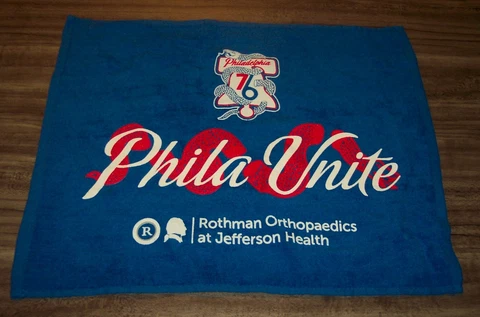 Philadelphia
76
Phila Unite
R
Rothman Orthopaedics
at Jefferson Health